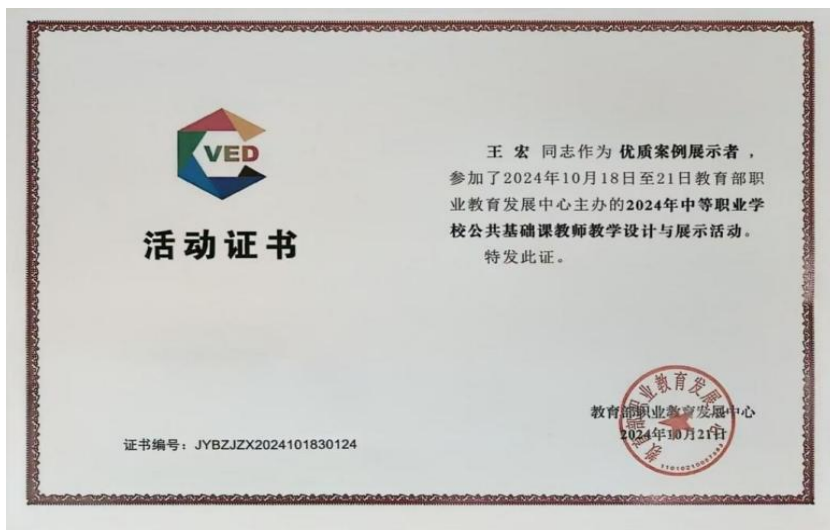 VED
活动证书
证书编号：JYBZJZX2024101830124
王 宏 同志作为 优质案例展示者 ，
参加了2024年10月18日至21日教育部职
业教育发展中心主办的2024年中等职业学
校公共基础课教师教学设计与展示活动。
特发此证。
教育部职业教育发展中心
2024年10月21日